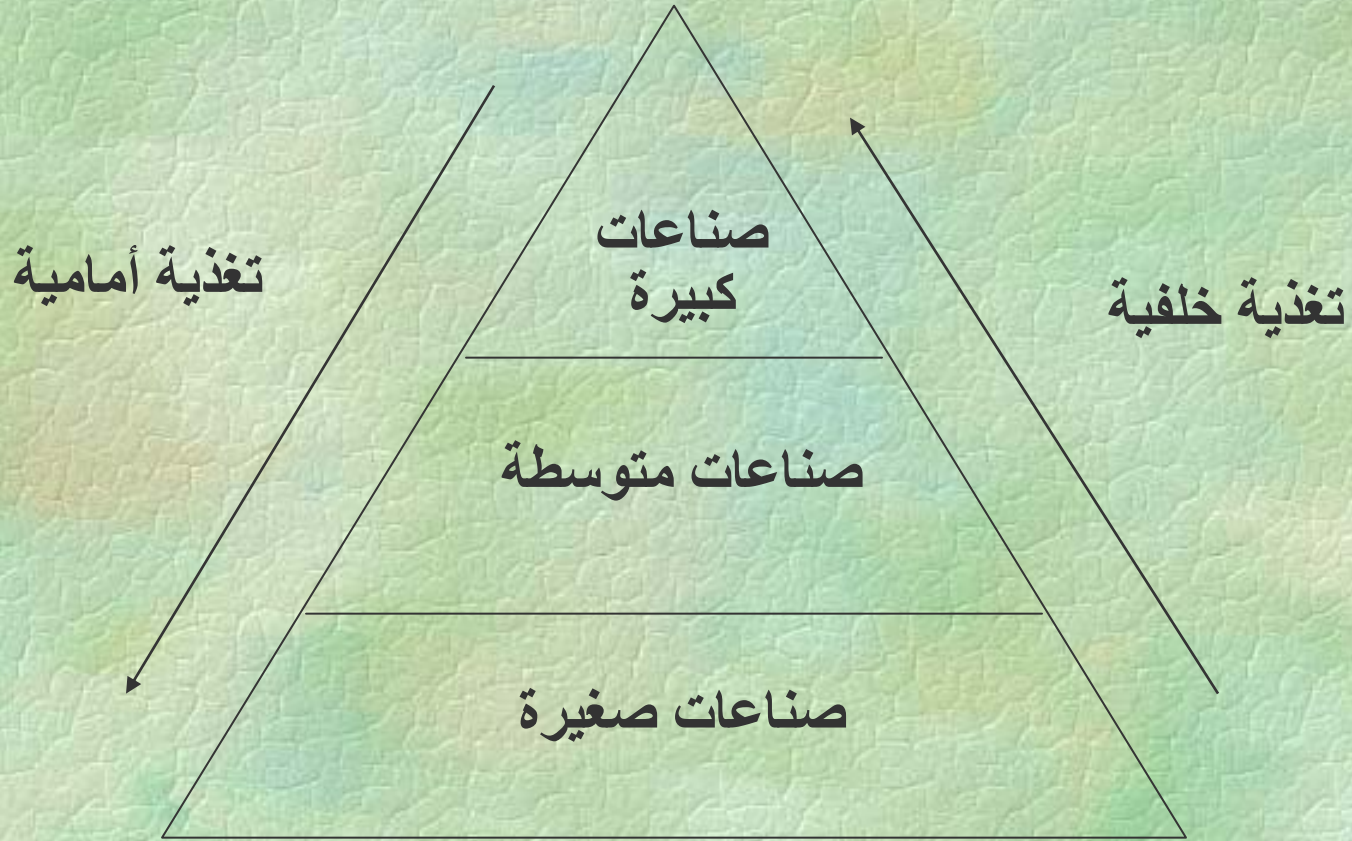 صناعات
كبيرة
تغذية أمامية
تغذية خلفية
صناعات متوسطة
صناعات صغيرة